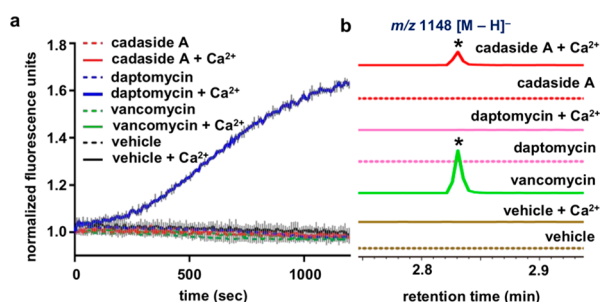 a
normalized fluorescence units
1.8
1.6
1.4
1.2
1.0
cadaside A
cadaside A + Ca²⁺
daptomycin
daptomycin + Ca²⁺
vancomycin
vancomycin + Ca²⁺
vehicle
vehicle + Ca²⁺
0
500
1000
time (sec)
b
m/z 1148 [M – H]⁻
*
cadaside A + Ca²⁺
cadaside A
daptomycin + Ca²⁺
daptomycin
*
vancomycin
vehicle + Ca²⁺
vehicle
2.8
2.9
retention time (min)